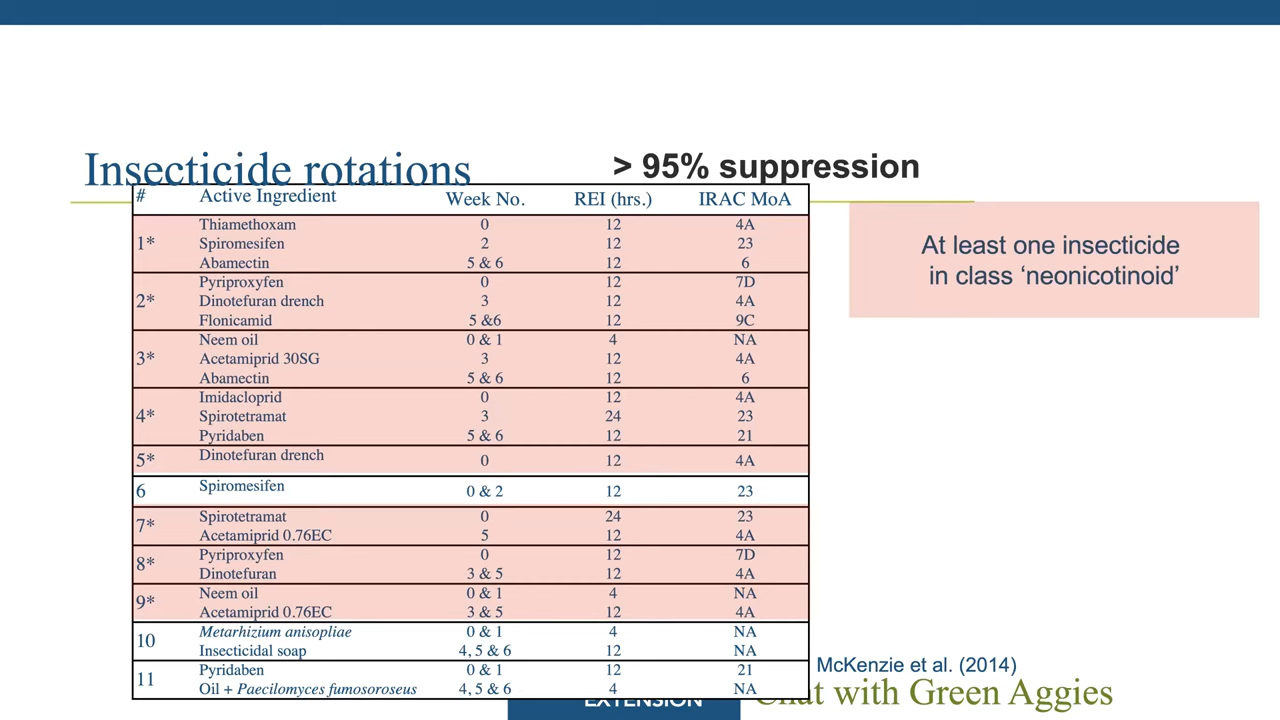 Insecticide rotations
> 95% suppression
# Active Ingredient Week No. REI (hrs.) IRAC MoA
1*
Thiamethoxam 0 12 4A
Spiromesifen 2 12 23
Abamectin 5 & 6 12 6
2*
Pyriproxyfen 0 12 7D
Dinotefuran drench 3 12 4A
Flonicamid 5 &6 12 9C
3*
Neem oil 0 & 1 4 NA
Acetamiprid 30SG 3 12 4A
Abamectin 5 & 6 12 6
4*
Imidacloprid 0 12 4A
Spirotetramat 3 24 23
Pyridaben 5 & 6 12 21
5*
Dinotefuran drench 0 12 4A
6
Spiromesifen 0 & 2 12 23
7*
Spirotetramat 0 24 23
Acetamiprid 0.76EC 5 12 4A
8*
Pyriproxyfen 0 12 7D
Dinotefuran 3 & 5 12 4A
9*
Neem oil 0 & 1 4 NA
Acetamiprid 0.76EC 3 & 5 12 4A
10
Metarhizium anisopliae 0 & 1 4 NA
Insecticidal soap 4, 5 & 6 12 NA
11
Pyridaben 0 & 1 12 21
Oil + Paecilomyces fumosoroseus 4, 5 & 6 4 NA
At least one insecticide
in class ‘neonicotinoid’
McKenzie et al. (2014)
Chat with Green Aggies
EXTENSION